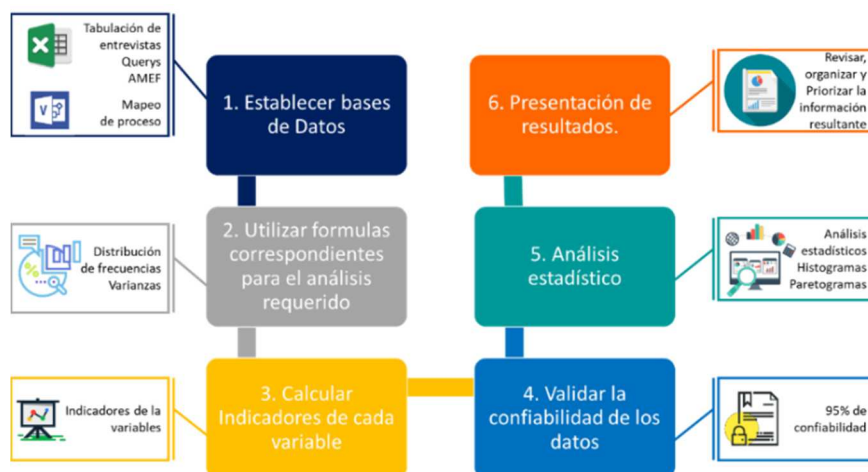 Tabulación de
entrevistas
Querys
AMEF
Mapeo
de proceso
1. Establecer bases
de Datos
Distribución
de frecuencias
Varianzas
2. Utilizar formulas
correspondientes
para el análisis
requerido
Indicadores de la
variables
3. Calcular
Indicadores de cada
variable
4. Validar la
confiabilidad de los
datos
95% de
confiabilidad
5. Análisis
estadístico
Análisis
estadísticos
Histogramas
Paretogramas
6. Presentación de
resultados.
Revisar,
organizar y
Priorizar la
información
resultante